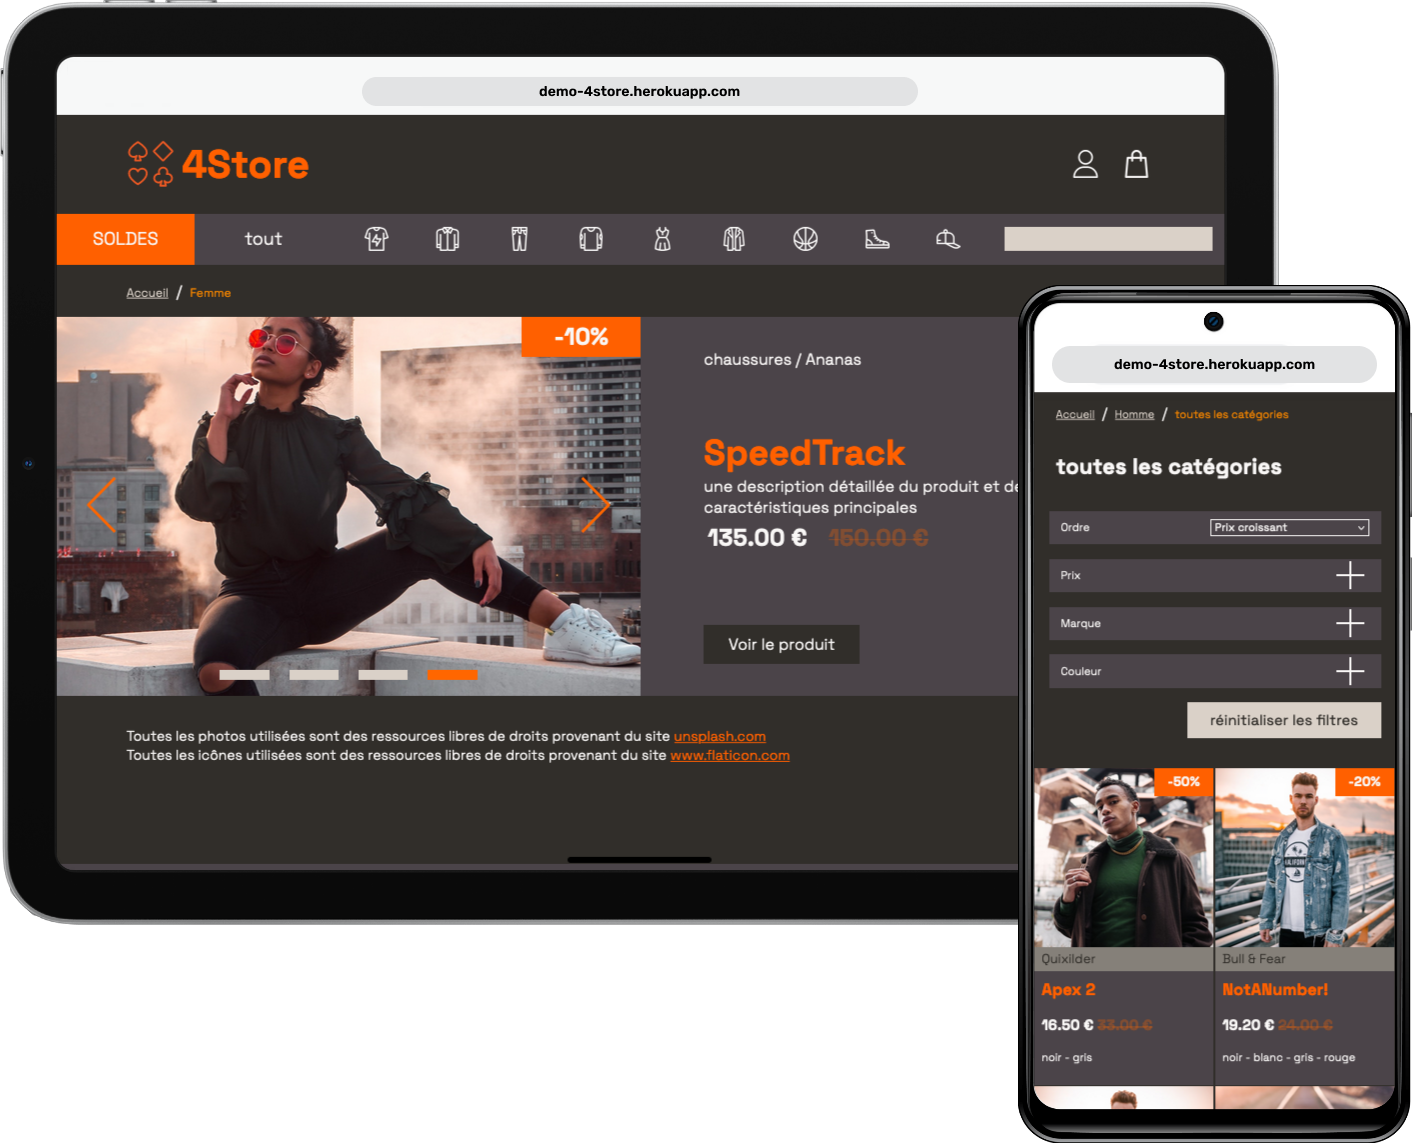 demo-4store.herokuapp.com
4Store
SOLDES
tout
Accueil / Femme
-10%
chaussures / Ananas
SpeedTrack
une description détaillée du produit et de
caractéristiques principales
135.00 € 150.00 €
Voir le produit
Toutes les photos utilisées sont des ressources libres de droits provenant du site unsplash.com
Toutes les icônes utilisées sont des ressources libres de droits provenant du site www.flaticon.com
demo-4store.herokuapp.com
Accueil / Homme / toutes les catégories
toutes les catégories
Ordre
Prix croissant
Prix
Marque
Couleur
réinitialiser les filtres
-50%
-20%
Quixilder
Bull & Fear
Apex 2
NotANumber!
16.50 € 33.00 €
19.20 € 24.00 €
noir - gris
noir - blanc - gris - rouge